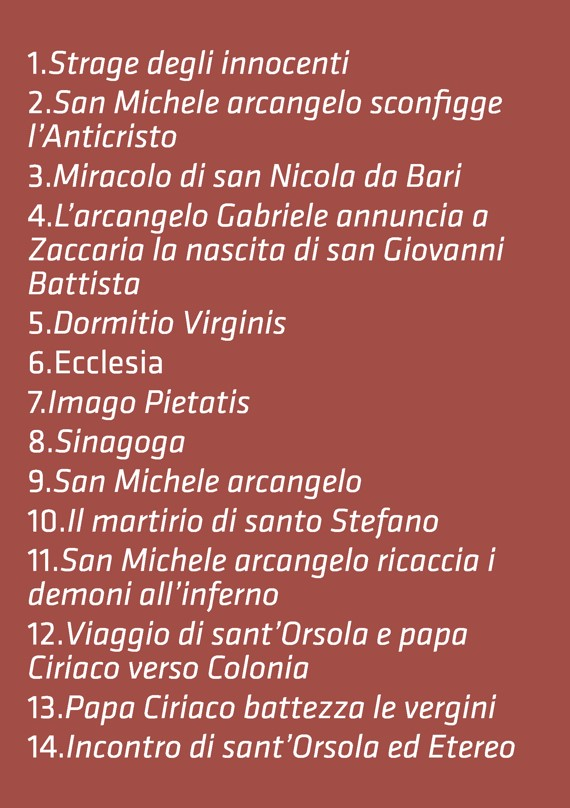 1.Strage degli innocenti
2.San Michele arcangelo sconfigge
l’Anticristo
3.Miracolo di san Nicola da Bari
4.L’arcangelo Gabriele annuncia a
Zaccaria la nascita di san Giovanni
Battista
5.Dormitio Virginis
6.Ecclesia
7.Imago Pietatis
8.Sinagoga
9.San Michele arcangelo
10.Il martirio di santo Stefano
11.San Michele arcangelo ricaccia i
demoni all’inferno
12.Viaggio di sant’Orsola e papa
Ciriaco verso Colonia
13.Papa Ciriaco battezza le vergini
14.Incontro di sant’Orsola ed Etereo